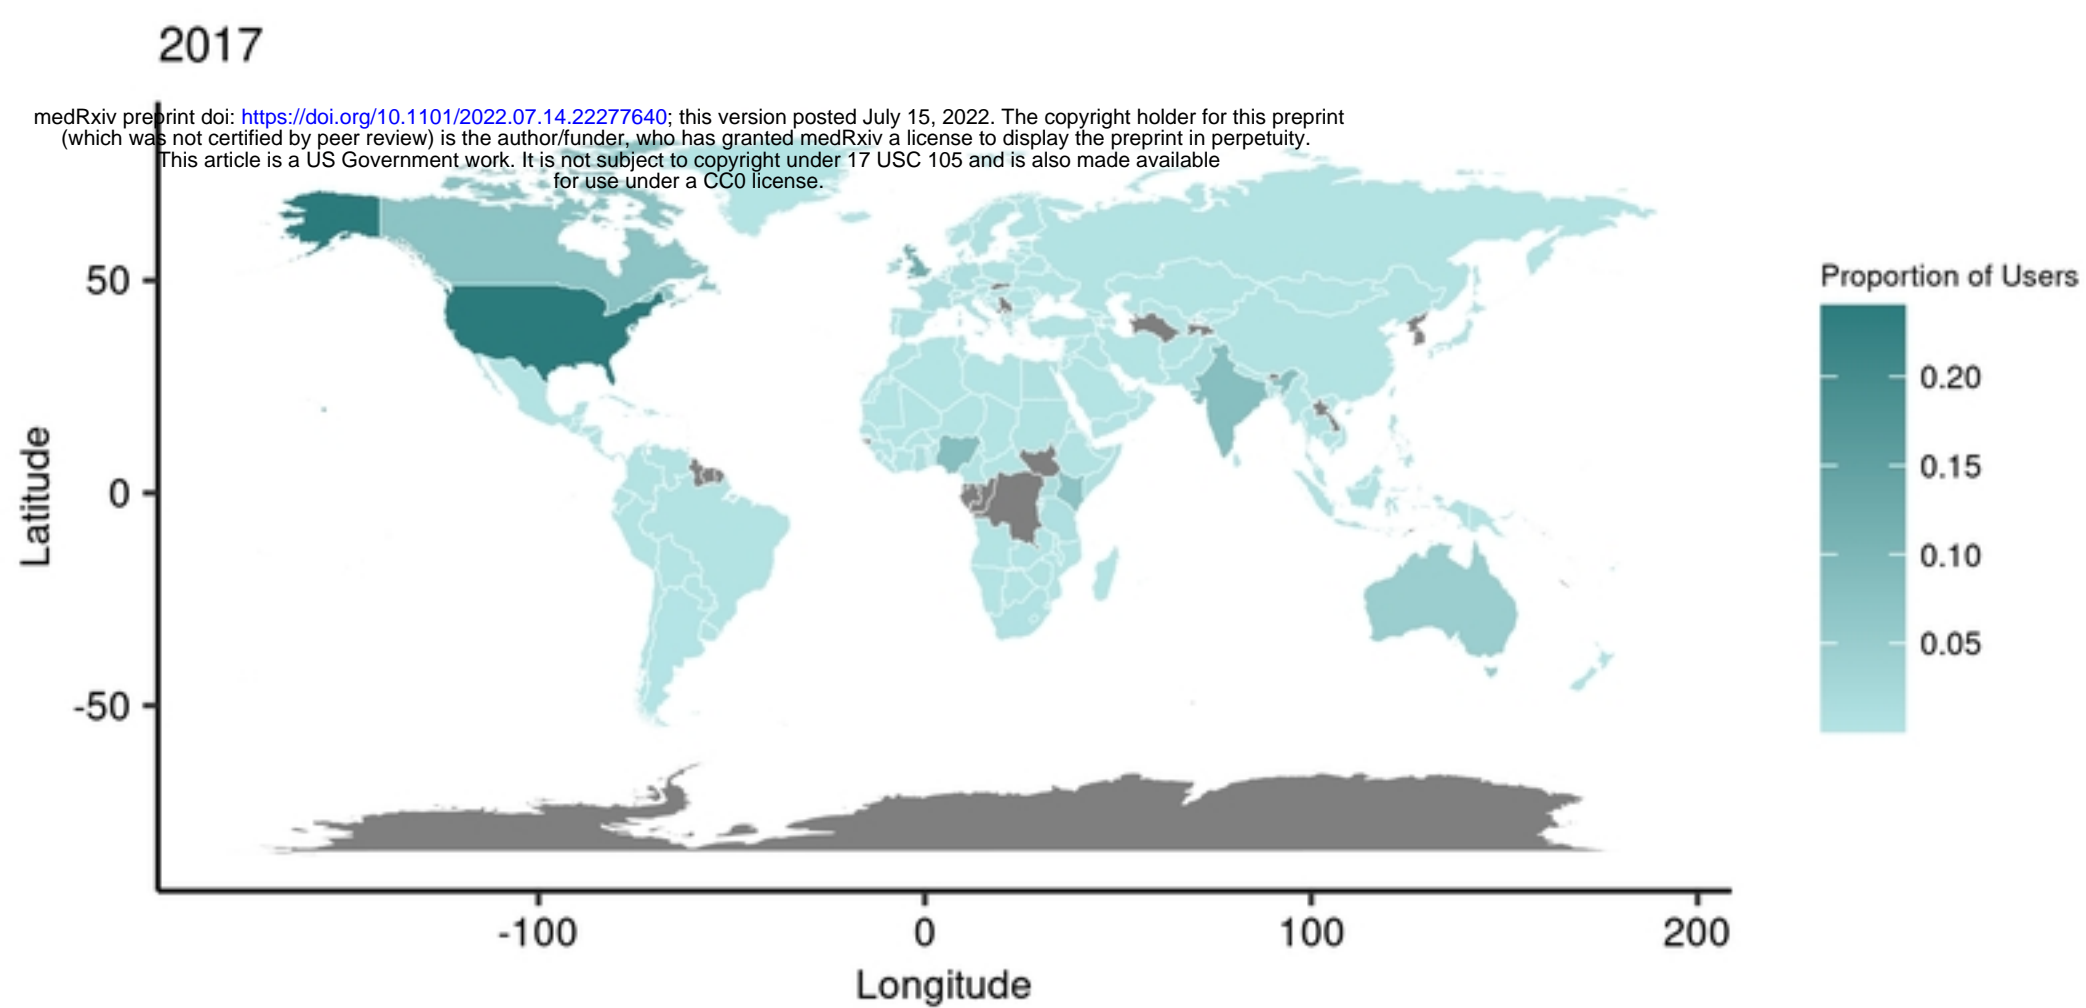 2017
medRxiv preprint doi: https://doi.org/10.1101/2022.07.14.22277640; this version posted July 15, 2022. The copyright holder for this preprint
(which was not certified by peer review) is the author/funder, who has granted medRxiv a license to display the preprint in perpetuity.
This article is a US Government work. It is not subject to copyright under 17 USC 105 and is also made available
for use under a CC0 license.
50
0
-50
Latitude
-100
0
100
200
Longitude
Proportion of Users
0.20
0.15
0.10
0.05